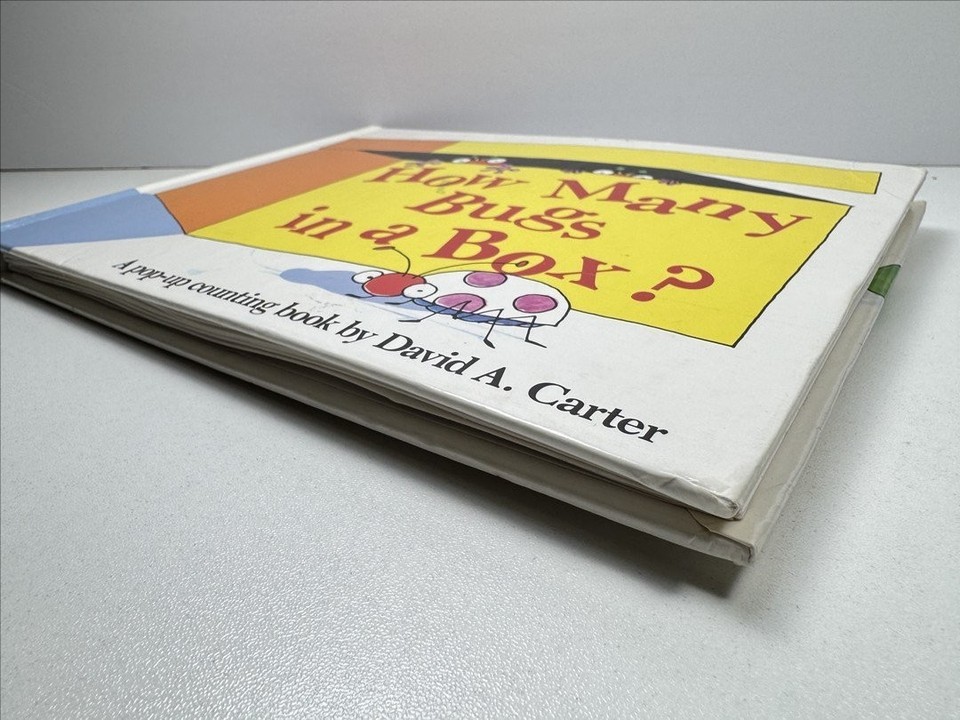 How Many
Bugs
in a Box?
A pop-up counting book by David A. Carter